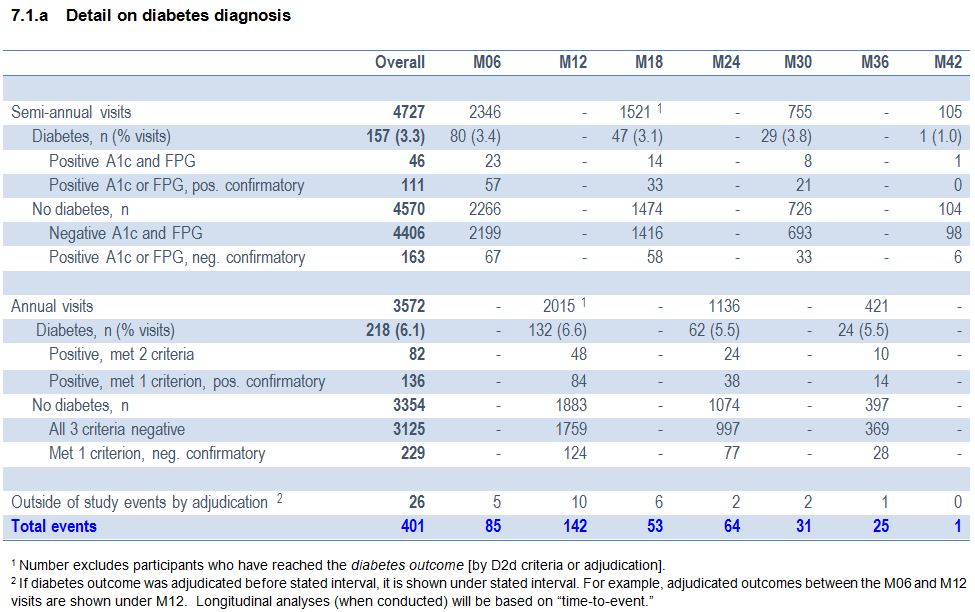 7.1.a Detail on diabetes diagnosis
Overall M06 M12 M18 M24 M30 M36 M42
Semi-annual visits 4727 2346 - 1521 1 - 755 - 105
Diabetes, n (% visits) 157 (3.3) 80 (3.4) - 47 (3.1) - 29 (3.8) - 1 (1.0)
Positive A1c and FPG 46 23 - 14 - 8 - 1
Positive A1c or FPG, pos. confirmatory 111 57 - 33 - 21 - 0
No diabetes, n 4570 2266 - 1474 - 726 - 104
Negative A1c and FPG 4406 2199 - 1416 - 693 - 98
Positive A1c or FPG, neg. confirmatory 163 67 - 58 - 33 - 6
Annual visits 3572 - 2015 1 - 1136 - 421 -
Diabetes, n (% visits) 218 (6.1) - 132 (6.6) - 62 (5.5) - 24 (5.5) -
Positive, met 2 criteria 82 - 48 - 24 - 10 -
Positive, met 1 criterion, pos. confirmatory 136 - 84 - 38 - 14 -
No diabetes, n 3354 - 1883 - 1074 - 397 -
All 3 criteria negative 3125 - 1759 - 997 - 369 -
Met 1 criterion, neg. confirmatory 229 - 124 - 77 - 28 -
Outside of study events by adjudication 2 26 5 10 6 2 2 1 0
Total events 401 85 142 53 64 31 25 1
1 Number excludes participants who have reached the diabetes outcome [by D2d criteria or adjudication].
2 If diabetes outcome was adjudicated before stated interval, it is shown under stated interval. For example, adjudicated outcomes between the M06 and M12
visits are shown under M12. Longitudinal analyses (when conducted) will be based on “time-to-event.”